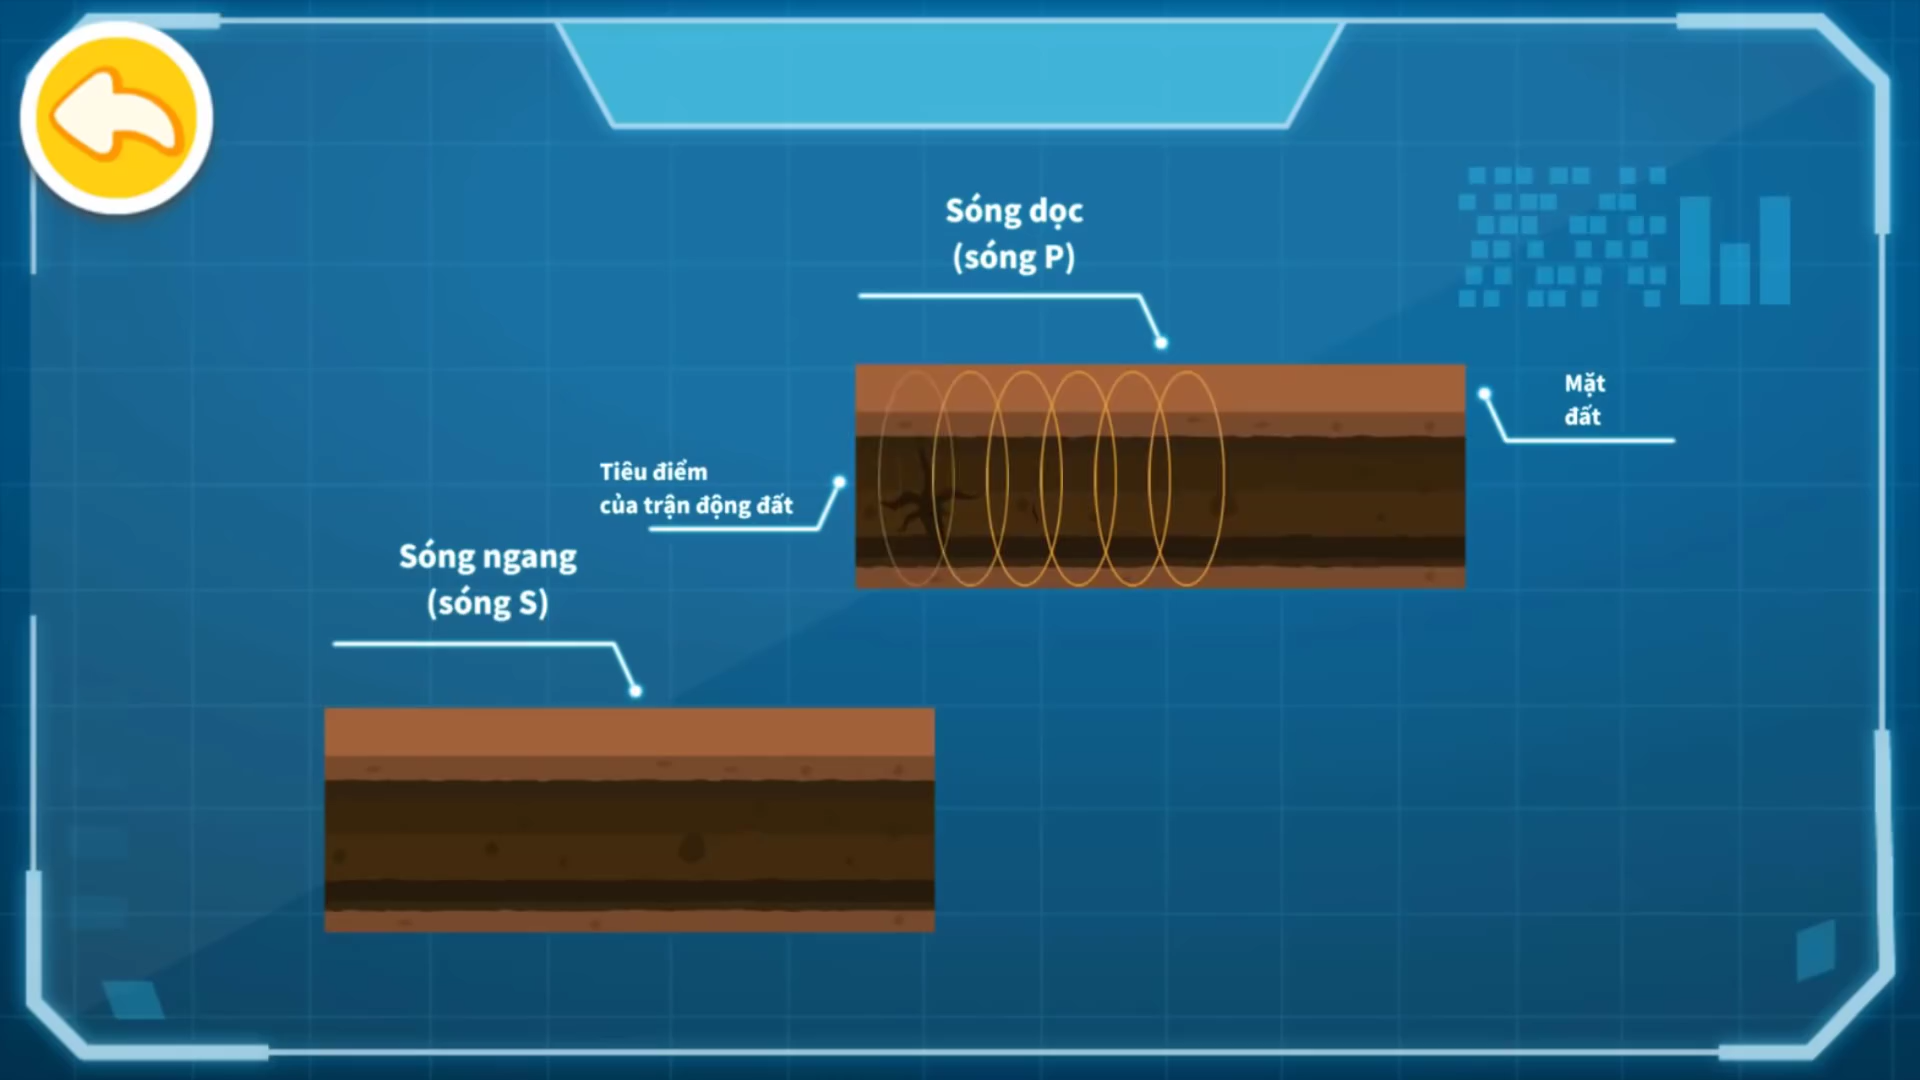 Sóng dọc
(sóng P)
Mặt
đất
Tiêu điểm
của trận động đất
Sóng ngang
(sóng S)